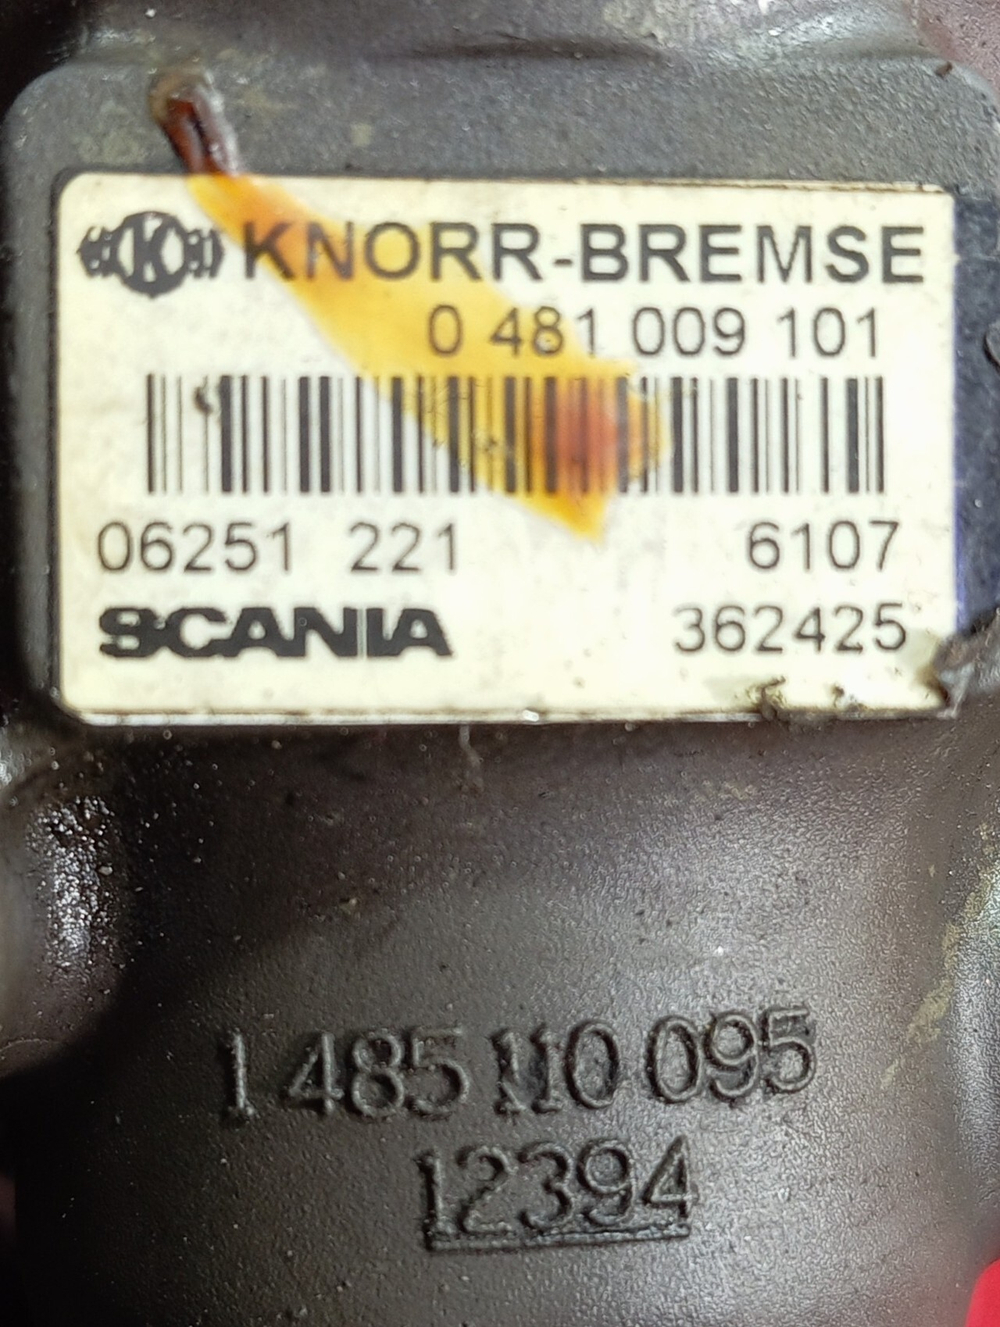 KNORR-BREMSE
0 481 009 101
06251 221 6107
SCANIA 362425
1 485 110 095
12394